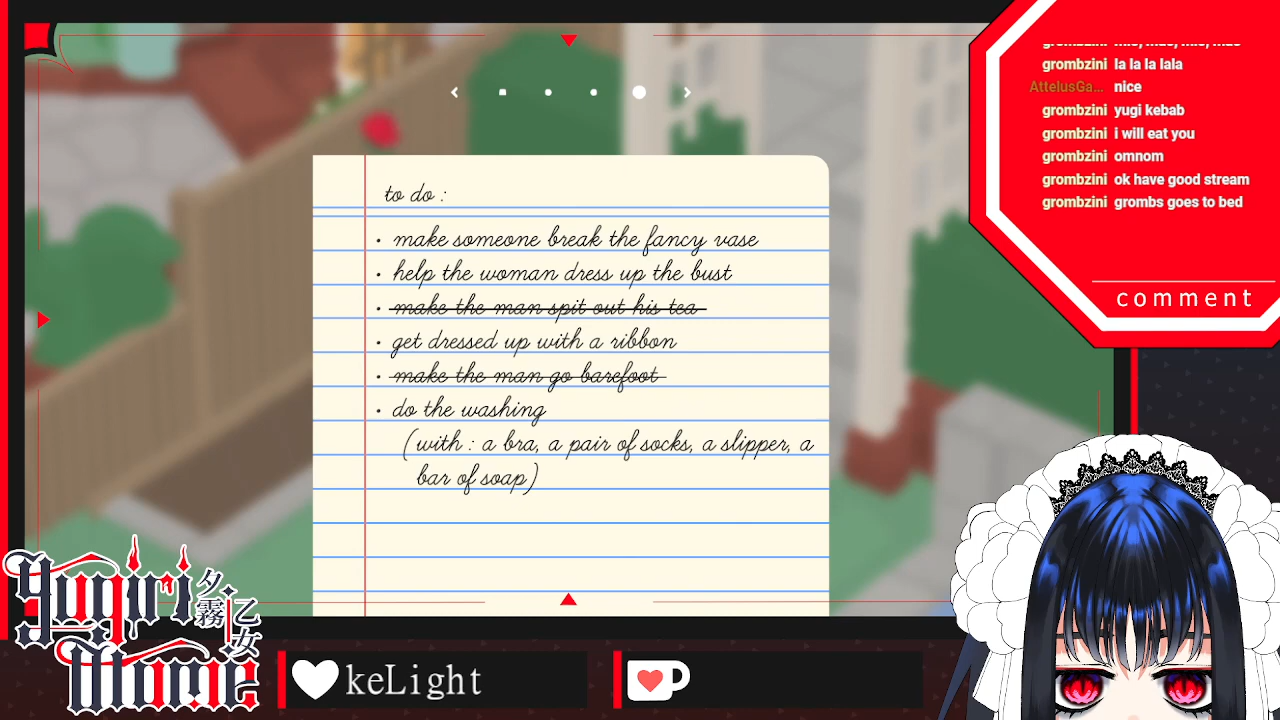 grombzini la la la lala
AttelusGa... nice
grombzini yugi kebab
grombzini i will eat you
grombzini omnom
grombzini ok have good stream
grombzini grombs goes to bed
comment
to do :
• make someone break the fancy vase
• help the woman dress up the bust
• make the man spit out his tea
• get dressed up with a ribbon
• make the man go barefoot
• do the washing
(with : a bra, a pair of socks, a slipper, a
bar of soap)
Yugiri
夕霧
乙女
keLight